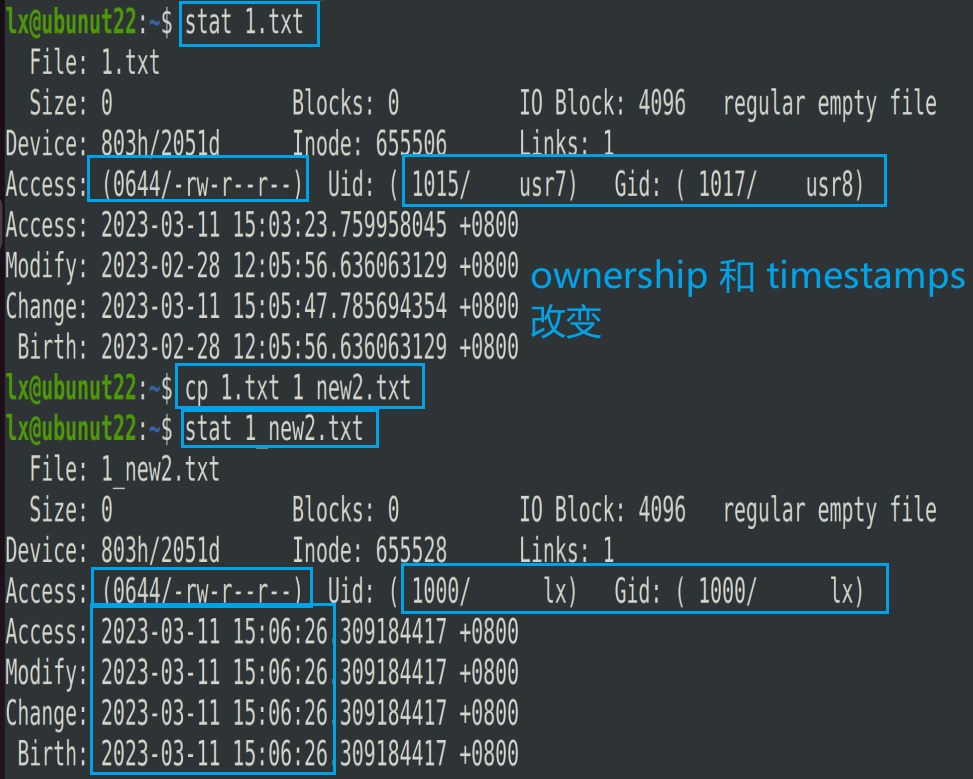 lx@ubunut22:~$ stat 1.txt
  File: 1.txt
  Size: 0               Blocks: 0          IO Block: 4096   regular empty file
Device: 803h/2051d      Inode: 655506      Links: 1
Access: (0644/-rw-r--r--)  Uid: ( 1015/    usr7)   Gid: ( 1017/    usr8)
Access: 2023-03-11 15:03:23.759958045 +0800
Modify: 2023-02-28 12:05:56.636063129 +0800
Change: 2023-03-11 15:05:47.785694354 +0800
 Birth: 2023-02-28 12:05:56.636063129 +0800
ownership 和 timestamps
改变
lx@ubunut22:~$ cp 1.txt 1_new2.txt
lx@ubunut22:~$ stat 1_new2.txt
  File: 1_new2.txt
  Size: 0               Blocks: 0          IO Block: 4096   regular empty file
Device: 803h/2051d      Inode: 655528      Links: 1
Access: (0644/-rw-r--r--)  Uid: ( 1000/      lx)   Gid: ( 1000/      lx)
Access: 2023-03-11 15:06:26.309184417 +0800
Modify: 2023-03-11 15:06:26.309184417 +0800
Change: 2023-03-11 15:06:26.309184417 +0800
 Birth: 2023-03-11 15:06:26.309184417 +0800